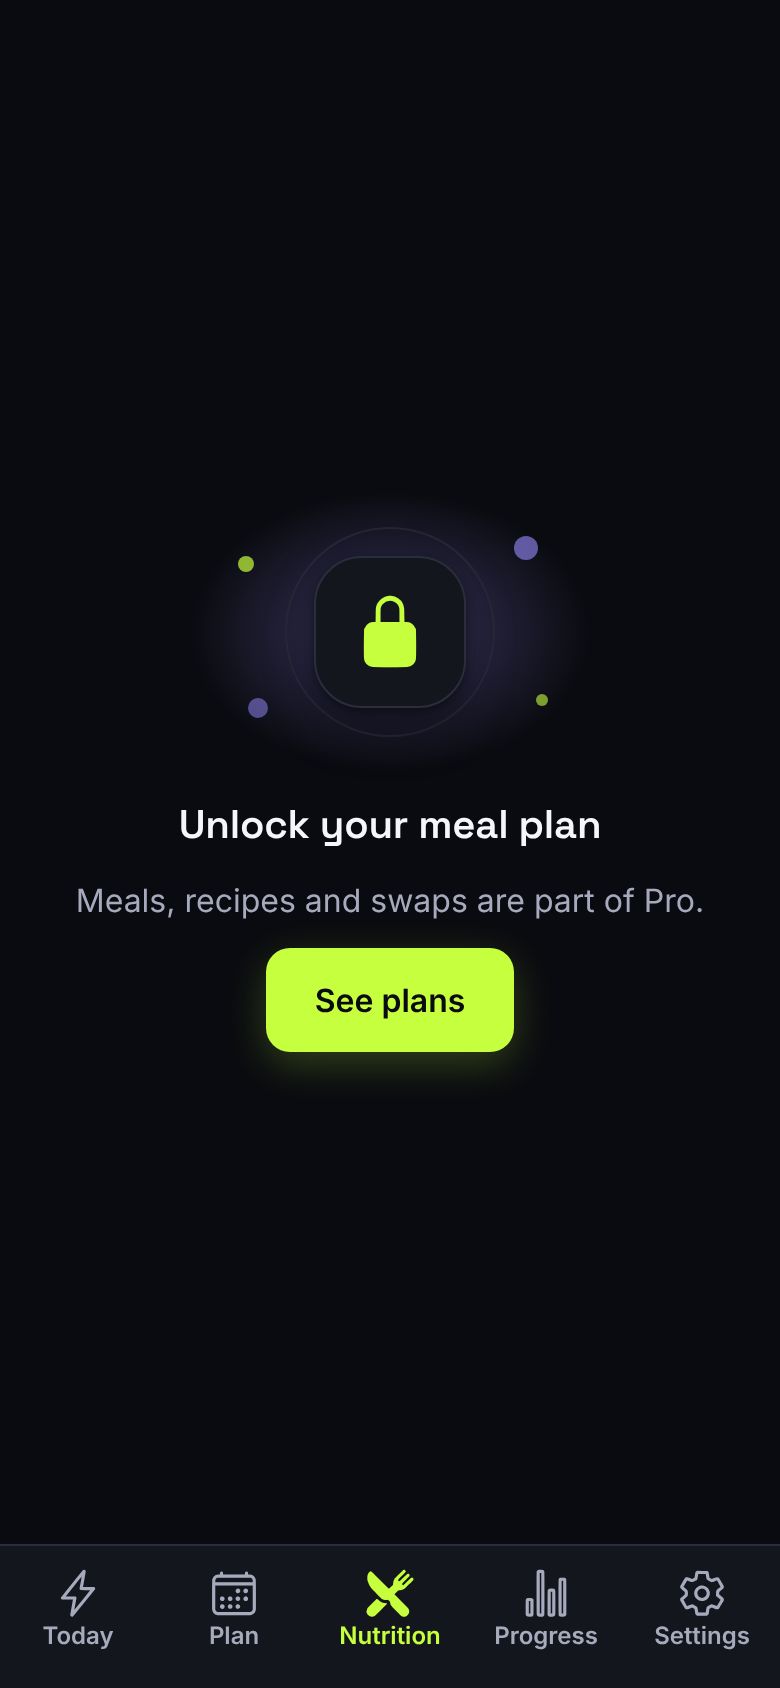 Unlock your meal plan
Meals, recipes and swaps are part of Pro.
See plans
Today Plan Nutrition Progress Settings